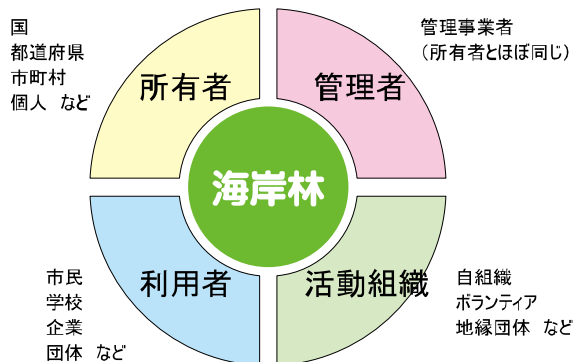 国
都道府県
市町村
個人 など
所有者
管理者
管理事業者
(所有者とほぼ同じ)
海岸林
市民
学校
企業
団体 など
利用者
活動組織
自組織
ボランティア
地縁団体 など